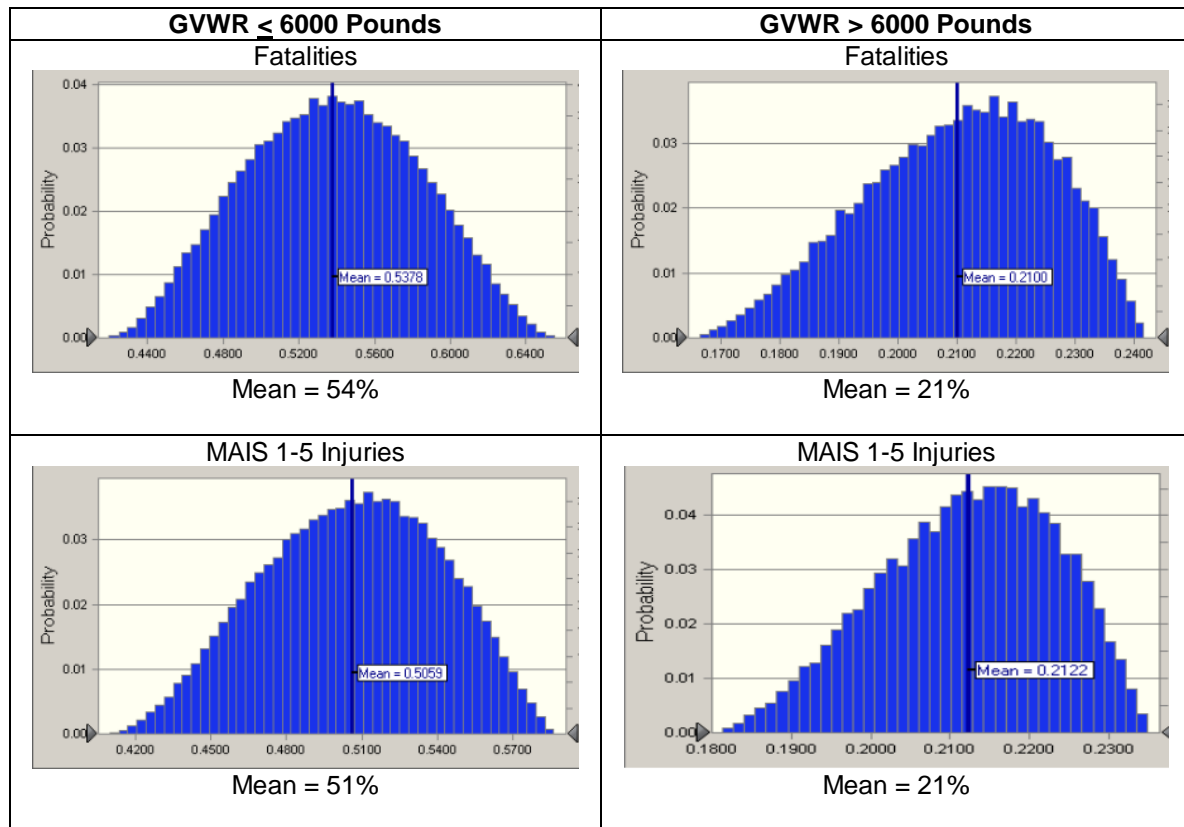 GVWR ≤ 6000 Pounds
GVWR > 6000 Pounds
Fatalities
0.04
0.03
0.02
0.01
0.00
Probability
Mean = 0.5378
0.4400 0.4800 0.5200 0.5600 0.6000 0.6400
Mean = 54%
Fatalities
0.03
0.02
0.01
0.00
Probability
Mean = 0.2100
0.1700 0.1800 0.1900 0.2000 0.2100 0.2200 0.2300 0.2400
Mean = 21%
MAIS 1-5 Injuries
0.03
0.02
0.01
0.00
Probability
Mean = 0.5059
0.4200 0.4500 0.4800 0.5100 0.5400 0.5700
Mean = 51%
MAIS 1-5 Injuries
0.04
0.03
0.02
0.01
0.00
Probability
Mean = 0.2122
0.1800 0.1900 0.2000 0.2100 0.2200 0.2300
Mean = 21%